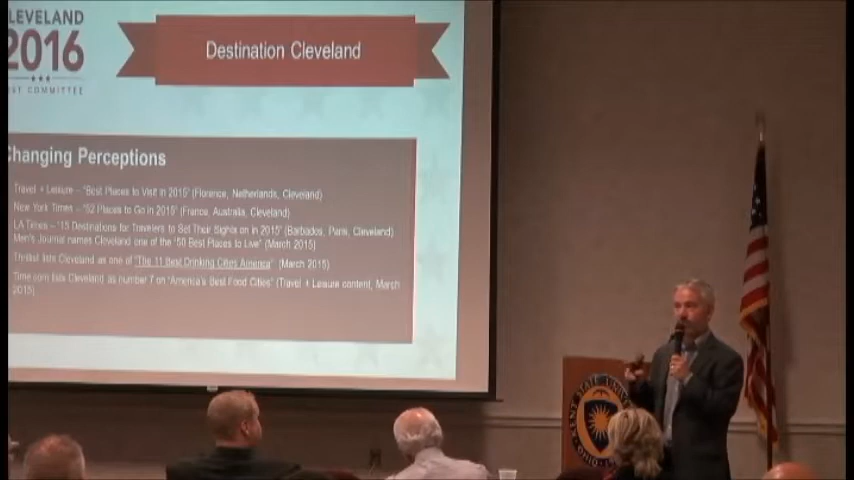 CLEVELAND
2016
COMMITTEE
Destination Cleveland
Changing Perceptions
Travel + Leisure – "Best Places to Visit in 2015" (Florence, Netherlands, Cleveland)
New York Times – "52 Places to Go in 2015" (France, Australia, Cleveland)
LA Times – "15 Destinations for Travelers to Set Their Sights on in 2015" (Barbados, Paris, Cleveland)
Men's Journal names Cleveland one of the "50 Best Places to Live" (March 2015)
Thrillist lists Cleveland as one of "The 11 Best Drinking Cities America" (March 2015)
Time.com lists Cleveland as number 7 on "America's Best Food Cities" (Travel + Leisure content, March
2015)
KENT STATE
OHIO